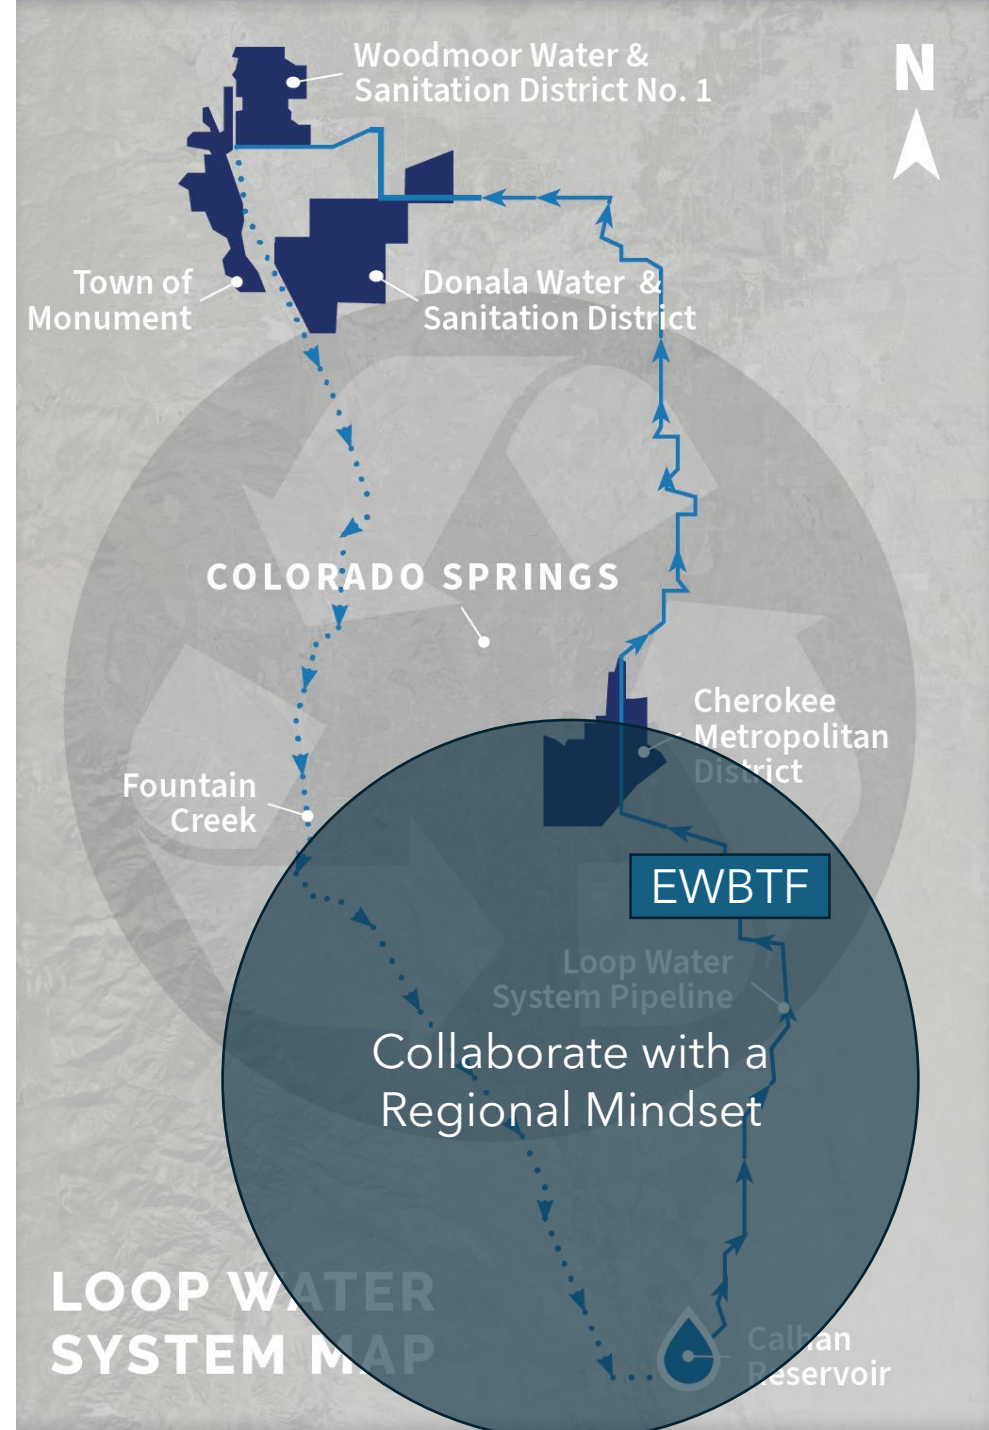 Woodmoor Water &
Sanitation District No. 1
N
Town of
Monument
Donala Water &
Sanitation District
COLORADO SPRINGS
Cherokee
Metropolitan
District
Fountain
Creek
EWBTF
Loop Water
System Pipeline
Collaborate with a
Regional Mindset
LOOP WATER
SYSTEM MAP
Calhan
Reservoir